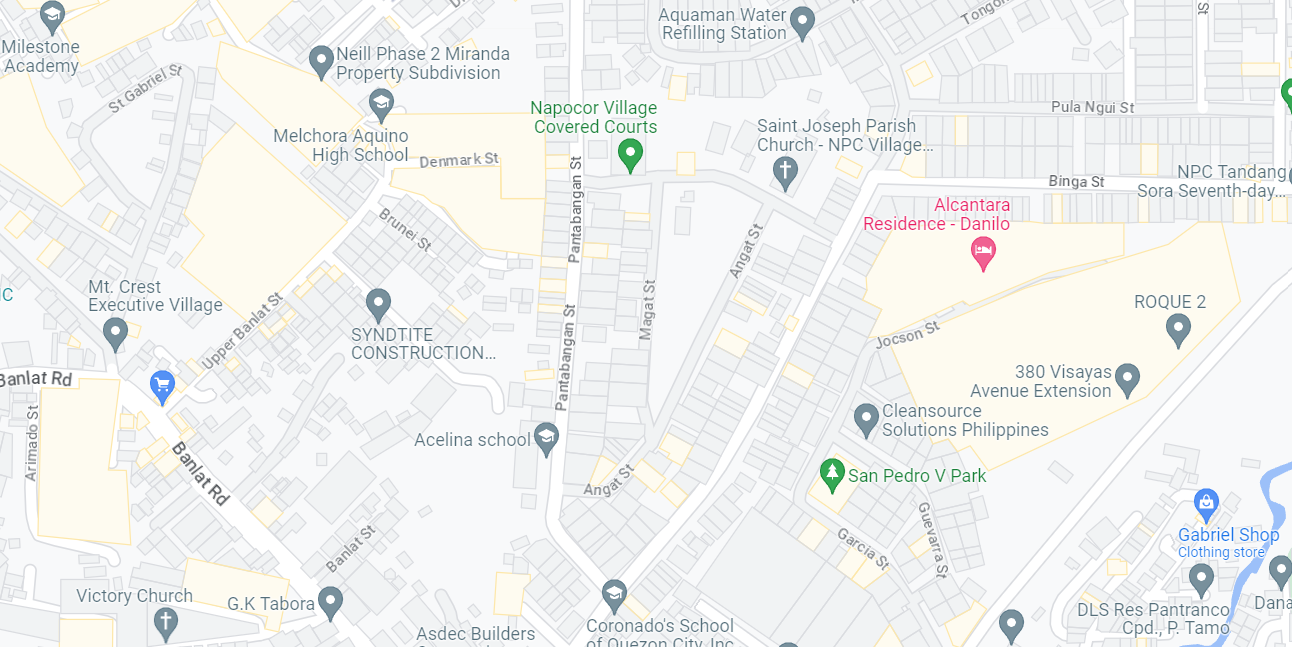 Milestone
Academy
St Gabriel St
Neill Phase 2 Miranda
Property Subdivision
Aquaman Water
Refilling Station
St
Melchora Aquino
High School
Denmark St
Napocor Village
Covered Courts
Saint Joseph Parish
Church - NPC Village...
Pula Ngui St
Binga St
NPC Tandang
Sora Seventh-day...
Alcantara
Residence - Danilo
Pantabangan St
Brunei St
Angat St
Magat St
Mt. Crest
Executive Village
Upper Banlat St
SYNDTITE
CONSTRUCTION...
Pantabangan St
Jocson St
ROQUE 2
380 Visayas
Avenue Extension
Banlat Rd
Arimado St
Banlat Rd
Acelina school
Cleansource
Solutions Philippines
San Pedro V Park
Angat St
Guevarra St
Garcia St
Banlat St
Gabriel Shop
Clothing store
Victory Church
G.K Tabora
DLS Res Pantranco
Cpd., P. Tamo
Dana
Asdec Builders
Coronado's School
of Quezon City, Inc